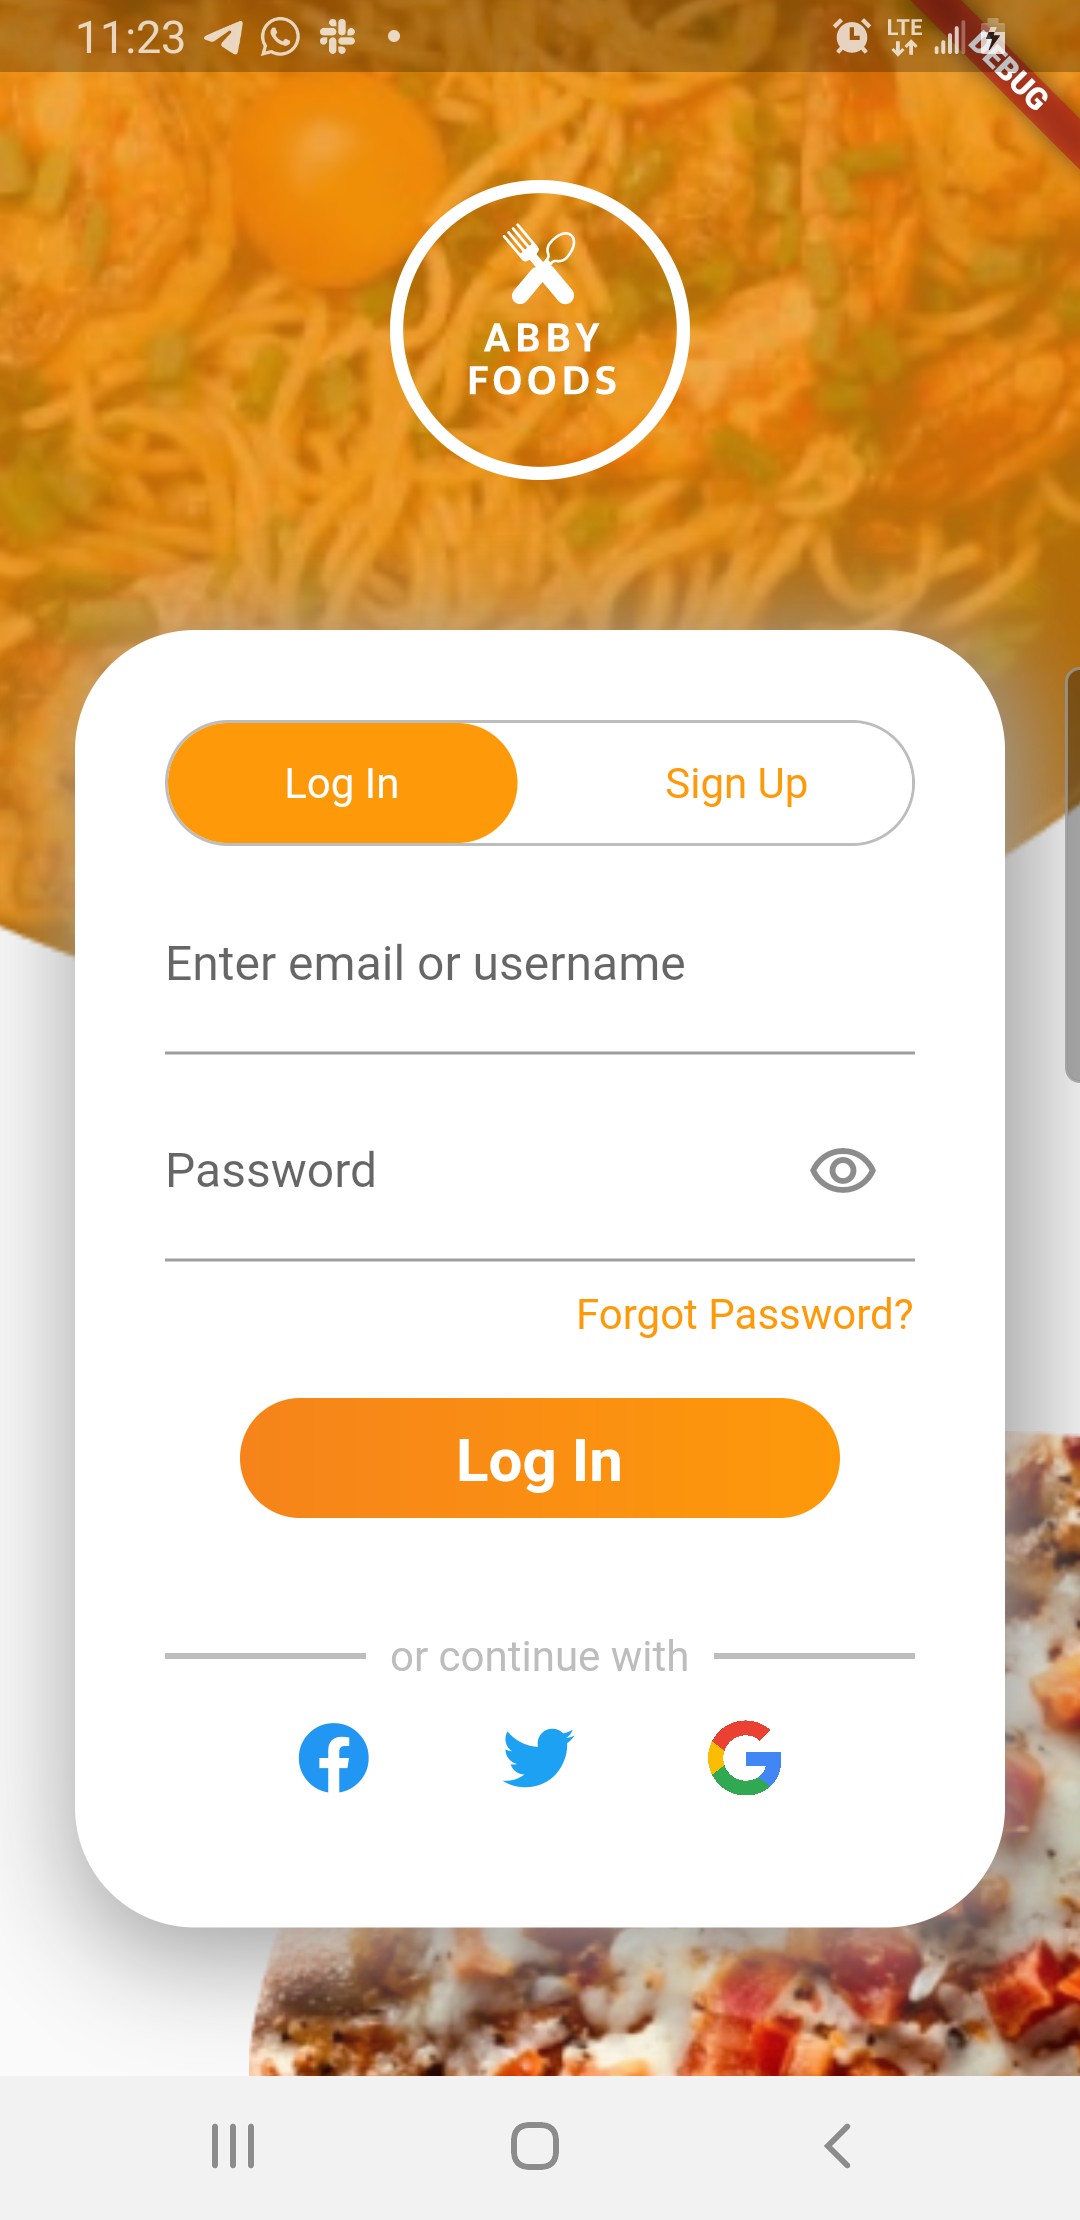 11:23
LTE
DEBUG
ABBY
FOODS
Log In
Sign Up
Enter email or username
Password
Forgot Password?
Log In
or continue with